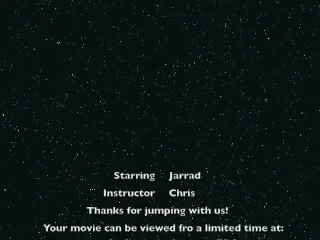 Starring Jarrad
Instructor Chris
Thanks for jumping with us!
Your movie can be viewed fro a limited time at: